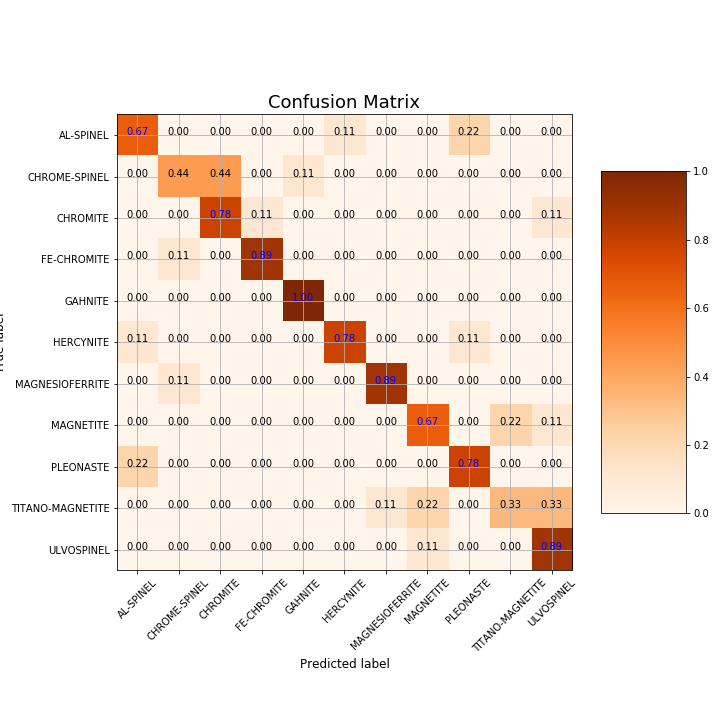 Confusion Matrix
AL-SPINEL 0.67 0.00 0.00 0.00 0.00 0.11 0.00 0.00 0.22 0.00 0.00
CHROME-SPINEL 0.00 0.44 0.44 0.00 0.11 0.00 0.00 0.00 0.00 0.00 0.00
CHROMITE 0.00 0.00 0.78 0.11 0.00 0.00 0.00 0.00 0.00 0.00 0.11
FE-CHROMITE 0.00 0.11 0.00 0.89 0.00 0.00 0.00 0.00 0.00 0.00 0.00
GAHNITE 0.00 0.00 0.00 0.00 1.00 0.00 0.00 0.00 0.00 0.00 0.00
HERCYNITE 0.11 0.00 0.00 0.00 0.00 0.78 0.00 0.00 0.11 0.00 0.00
MAGNESIOFERRITE 0.00 0.11 0.00 0.00 0.00 0.00 0.89 0.00 0.00 0.00 0.00
MAGNETITE 0.00 0.00 0.00 0.00 0.00 0.00 0.00 0.67 0.00 0.22 0.11
PLEONASTE 0.22 0.00 0.00 0.00 0.00 0.00 0.00 0.00 0.78 0.00 0.00
TITANO-MAGNETITE 0.00 0.00 0.00 0.00 0.00 0.00 0.11 0.22 0.00 0.33 0.33
ULVOSPINEL 0.00 0.00 0.00 0.00 0.00 0.00 0.00 0.11 0.00 0.00 0.89
AL-SPINEL CHROME-SPINEL CHROMITE FE-CHROMITE GAHNITE HERCYNITE MAGNESIOFERRITE MAGNETITE PLEONASTE TITANO-MAGNETITE ULVOSPINEL
Predicted label
1.0
0.8
0.6
0.4
0.2
0.0